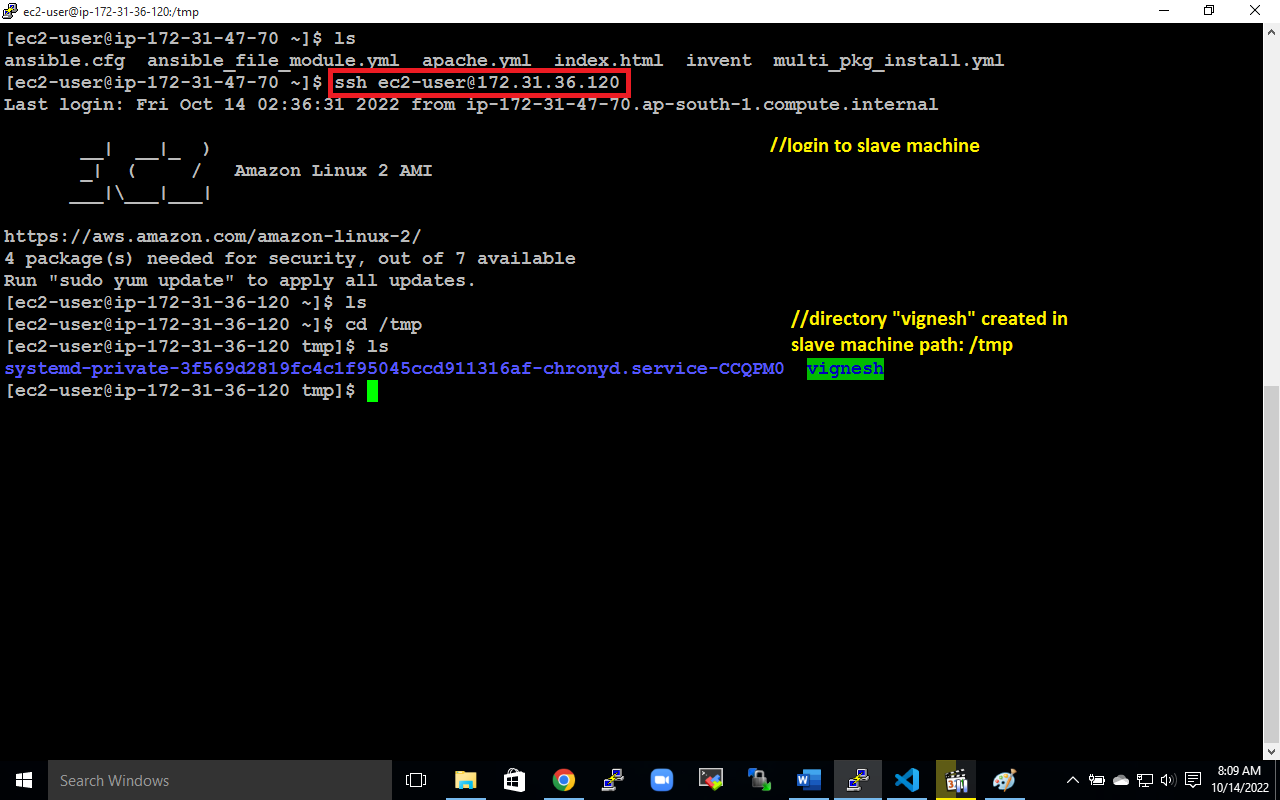 ec2-user@ip-172-31-36-120:/tmp
[ec2-user@ip-172-31-47-70 ~]$ ls
ansible.cfg  ansible_file_module.yml  apache.yml  index.html  invent  multi_pkg_install.yml
[ec2-user@ip-172-31-47-70 ~]$ ssh ec2-user@172.31.36.120
Last login: Fri Oct 14 02:36:31 2022 from ip-172-31-47-70.ap-south-1.compute.internal
//login to slave machine
       __|  __|_  )
       _|  (     /   Amazon Linux 2 AMI
      ___|\___|___|
https://aws.amazon.com/amazon-linux-2/
4 package(s) needed for security, out of 7 available
Run "sudo yum update" to apply all updates.
[ec2-user@ip-172-31-36-120 ~]$ ls
[ec2-user@ip-172-31-36-120 ~]$ cd /tmp
//directory "vignesh" created in
slave machine path: /tmp
[ec2-user@ip-172-31-36-120 tmp]$ ls
systemd-private-3f569d2819fc4c1f95045ccd911316af-chronyd.service-CCQPM0  vignesh
[ec2-user@ip-172-31-36-120 tmp]$
Search Windows
8:09 AM
10/14/2022